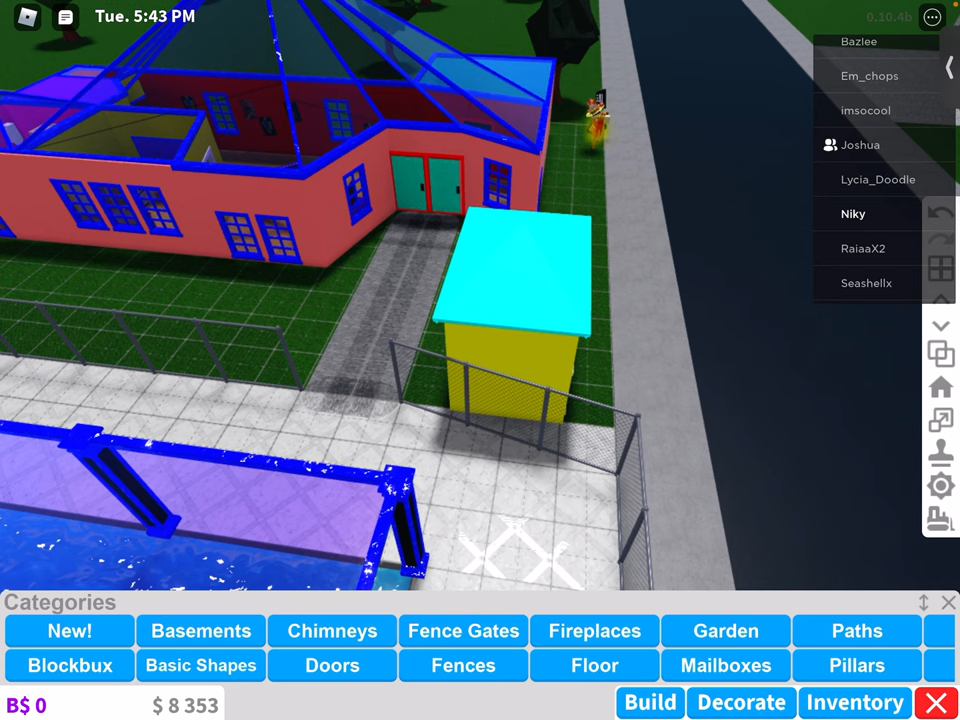 Tue. 5:43 PM
0.10.4b
Bazlee
Em_chops
imsocool
Joshua
Lycia_Doodle
Niky
RaiaaX2
Seashellx
Categories
New! Basements Chimneys Fence Gates Fireplaces Garden Paths
Blockbux Basic Shapes Doors Fences Floor Mailboxes Pillars
B$ 0 $ 8 353 Build Decorate Inventory